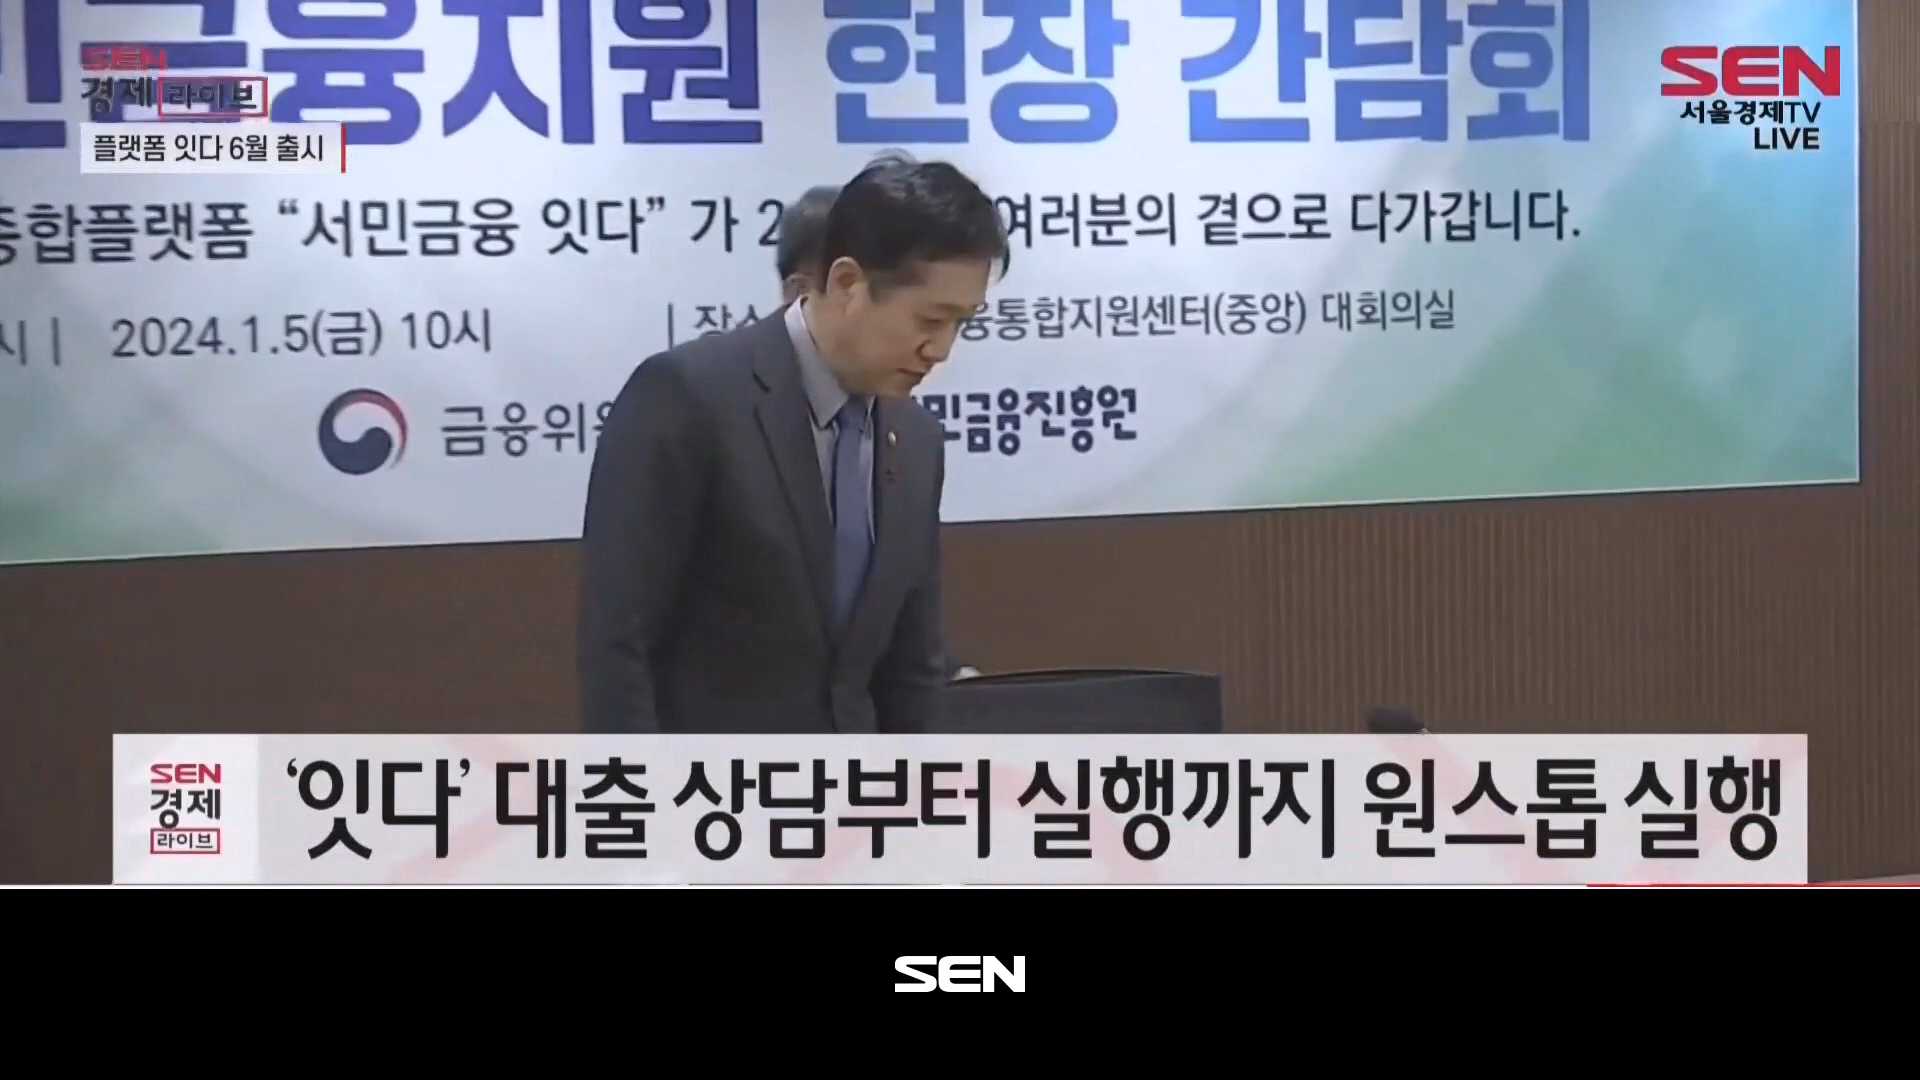 민금융지원 현장 간담회
SEN
경제 라이브
플랫폼 잇다 6월 출시
SEN
서울경제TV
LIVE
종합플랫폼 “서민금융 잇다” 가 2 여러분의 곁으로 다가갑니다.
시 | 2024.1.5(금) 10시 | 장소 융통합지원센터(중앙) 대회의실
금융위원 민금융진흥원
SEN
경제
라이브
‘잇다’ 대출 상담부터 실행까지 원스톱 실행
SEN